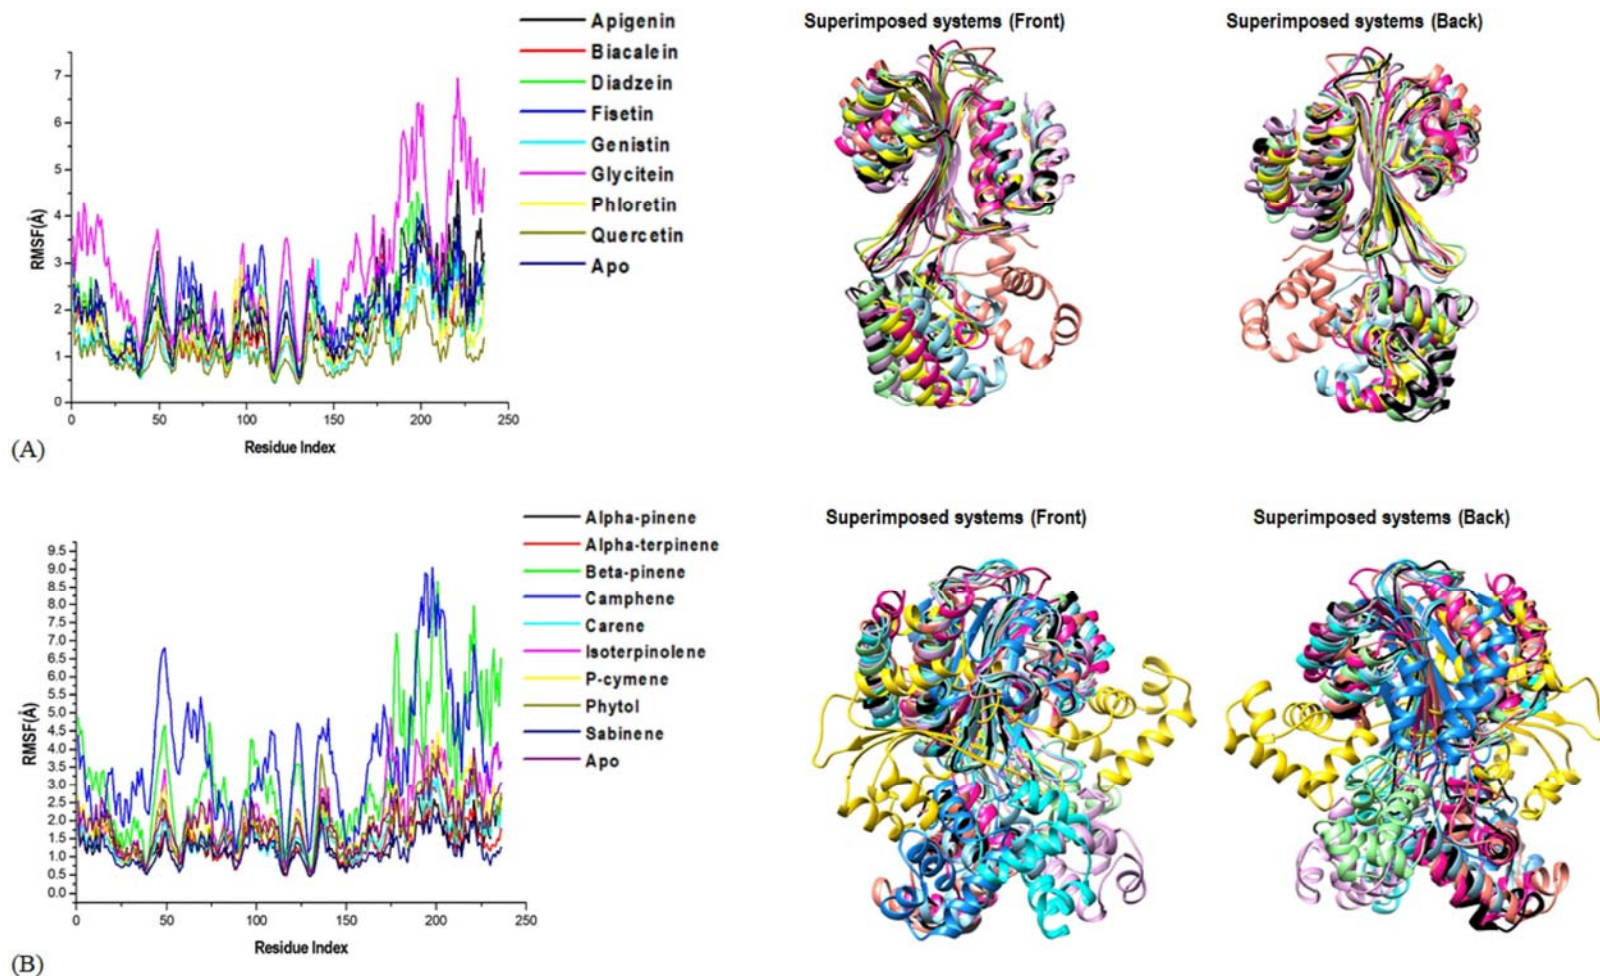 Superimposed systems (Front)
Superimposed systems (Back)
Apigenin
Biacalein
Diadzein
Fisetin
Genistin
Glycitein
Phloretin
Quercetin
Apo
RMSF(Å)
7
6
5
4
3
2
1
0
0
50
100
150
200
250
Residue Index
(A)
Superimposed systems (Front)
Superimposed systems (Back)
Alpha-pinene
Alpha-terpinene
Beta-pinene
Camphene
Carene
Isoterpinolene
P-cymene
Phytol
Sabinene
Apo
RMSF(Å)
9.5
9.0
8.5
8.0
7.5
7.0
6.5
6.0
5.5
5.0
4.5
4.0
3.5
3.0
2.5
2.0
1.5
1.0
0.5
0.0
0
50
100
150
200
250
Residue Index
(B)